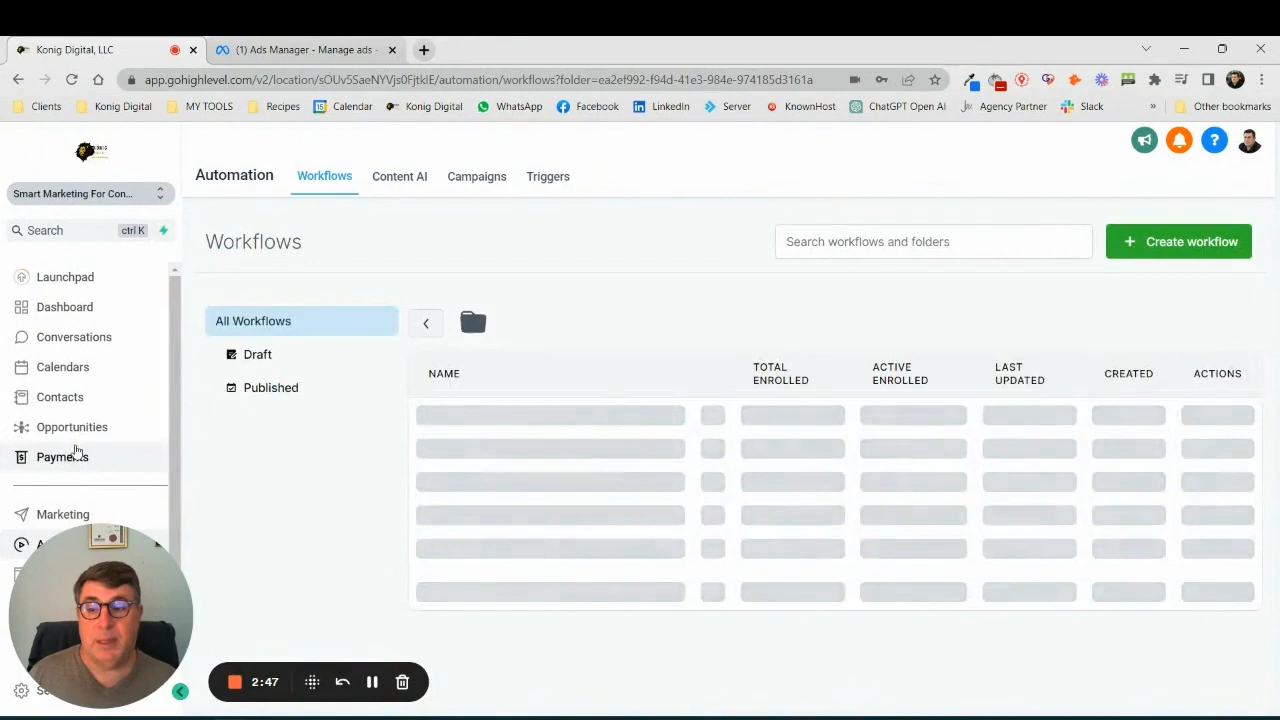 Konig Digital, LLC
(1) Ads Manager - Manage ads -
app.gohighlevel.com/v2/location/sOUv5SaeNYVjs0FjtklE/automation/workflows?folder=ea2ef992-f94d-41e3-984e-974185d3161a
Clients Konig Digital MY TOOLS Recipes Calendar Konig Digital WhatsApp Facebook LinkedIn Server KnownHost ChatGPT Open AI Agency Partner Slack » Other bookmarks
Smart Marketing For Con...
Search ctrl K
Launchpad
Dashboard
Conversations
Calendars
Contacts
Opportunities
Payments
Marketing
Automation Workflows Content AI Campaigns Triggers
Workflows
Search workflows and folders
+ Create workflow
All Workflows
Draft
Published
NAME
TOTAL ENROLLED
ACTIVE ENROLLED
LAST UPDATED
CREATED
ACTIONS
2:47